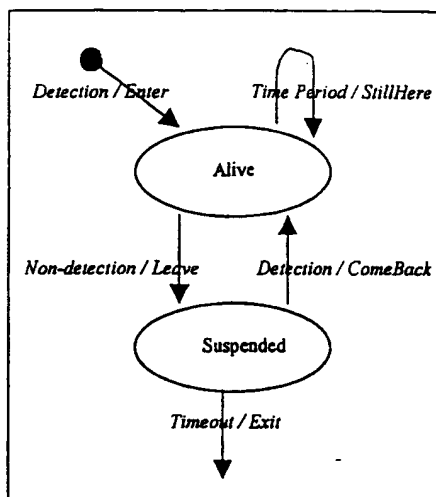 Detection / Enter
Time Period / StillHere
Alive
Non-detection / Leave
Detection / ComeBack
Suspended
Timeout / Exit